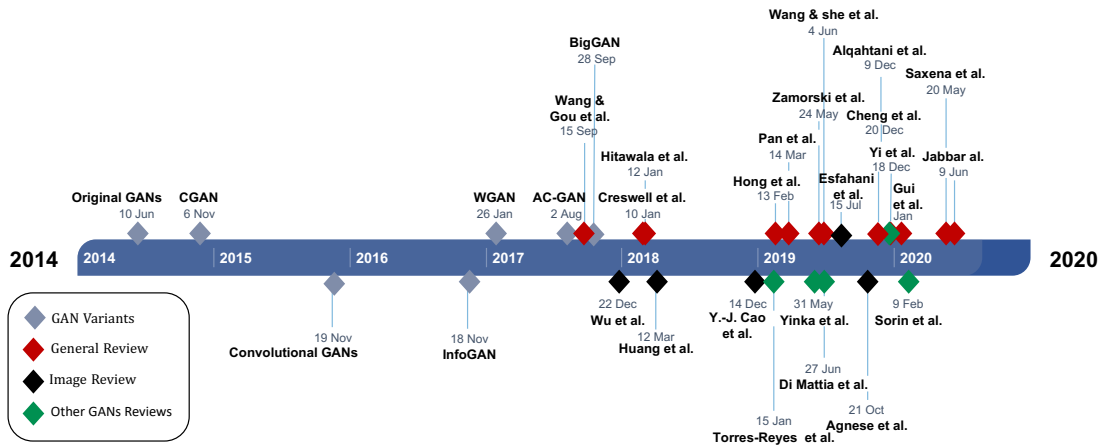 Wang & she et al.
4 Jun
BigGAN
28 Sep
Alqahtani et al.
9 Dec
Saxena et al.
20 May
Wang &
Gou et al.
15 Sep
Zamorski et al.
24 May
Cheng et al.
20 Dec
Pan et al.
14 Mar
Hitawala et al.
12 Jan
Yi et al.
18 Dec
Jabbar al.
9 Jun
Hong et al.
13 Feb
Esfahani
et al.
15 Jul
Gui
et al.
Jan
Original GANs
10 Jun
CGAN
6 Nov
WGAN
26 Jan
AC-GAN
2 Aug
Creswell et al.
10 Jan
2014
2014
2015
2016
2017
2018
2019
2020
2020
GAN Variants
General Review
Image Review
Other GANs Reviews
19 Nov
Convolutional GANs
18 Nov
InfoGAN
22 Dec
Wu et al.
12 Mar
Huang et al.
14 Dec
Y.-J. Cao
et al.
31 May
Yinka et al.
9 Feb
Sorin et al.
27 Jun
Di Mattia et al.
21 Oct
Agnese et al.
15 Jan
Torres-Reyes et al.